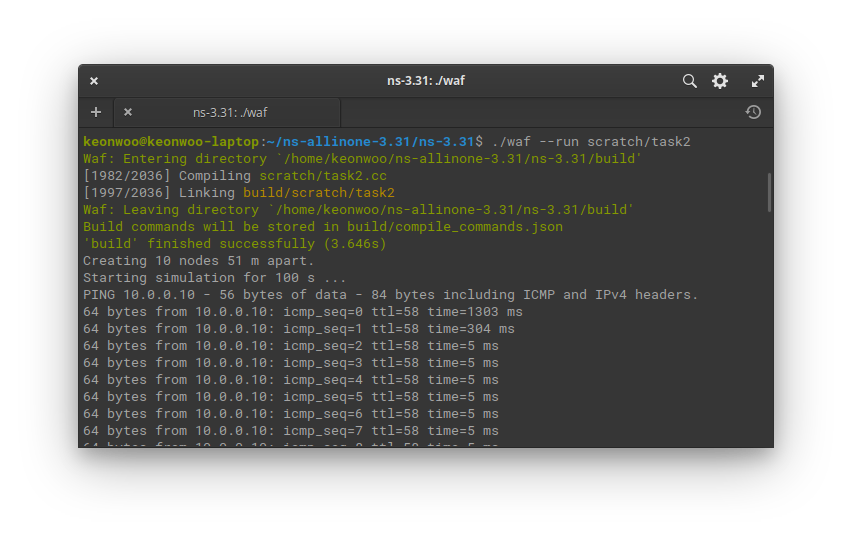 ns-3.31: ./waf
ns-3.31: ./waf
keonwoo@keonwoo-laptop:~/ns-allinone-3.31/ns-3.31$ ./waf --run scratch/task2
Waf: Entering directory `/home/keonwoo/ns-allinone-3.31/ns-3.31/build'
[1982/2036] Compiling scratch/task2.cc
[1997/2036] Linking build/scratch/task2
Waf: Leaving directory `/home/keonwoo/ns-allinone-3.31/ns-3.31/build'
Build commands will be stored in build/compile_commands.json
'build' finished successfully (3.646s)
Creating 10 nodes 51 m apart.
Starting simulation for 100 s ...
PING 10.0.0.10 - 56 bytes of data - 84 bytes including ICMP and IPv4 headers.
64 bytes from 10.0.0.10: icmp_seq=0 ttl=58 time=1303 ms
64 bytes from 10.0.0.10: icmp_seq=1 ttl=58 time=304 ms
64 bytes from 10.0.0.10: icmp_seq=2 ttl=58 time=5 ms
64 bytes from 10.0.0.10: icmp_seq=3 ttl=58 time=5 ms
64 bytes from 10.0.0.10: icmp_seq=4 ttl=58 time=5 ms
64 bytes from 10.0.0.10: icmp_seq=5 ttl=58 time=5 ms
64 bytes from 10.0.0.10: icmp_seq=6 ttl=58 time=5 ms
64 bytes from 10.0.0.10: icmp_seq=7 ttl=58 time=5 ms